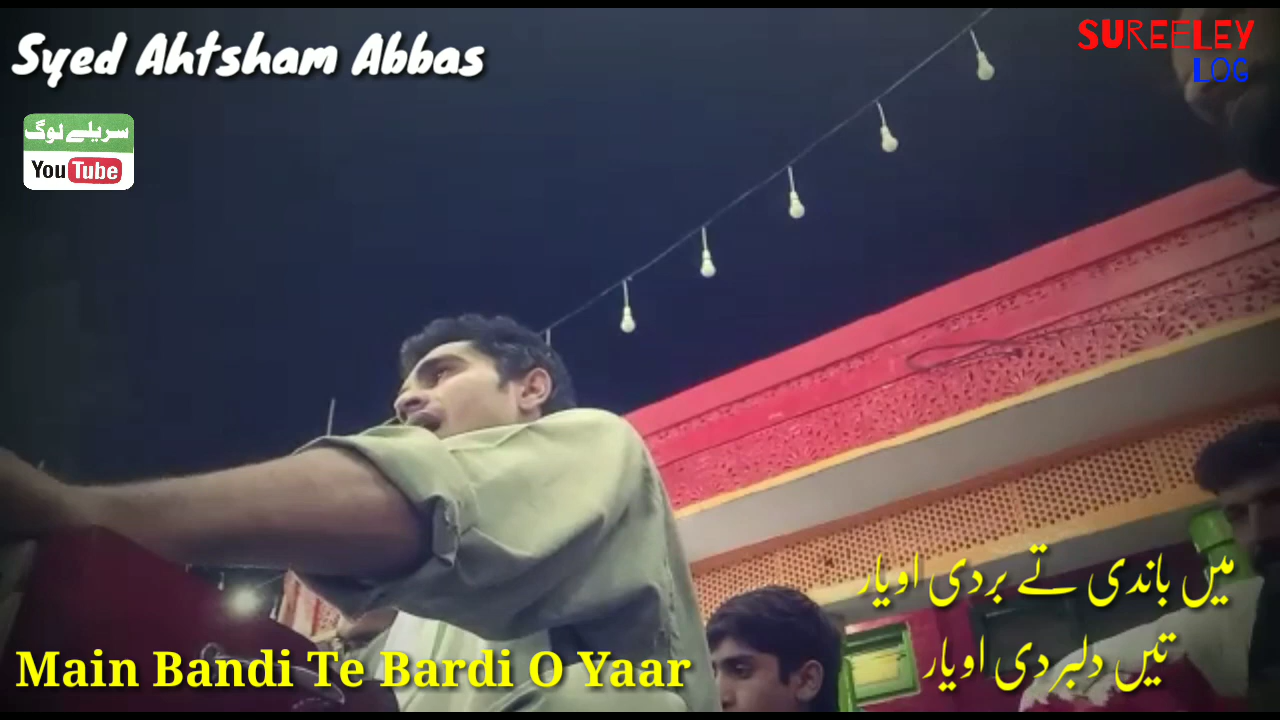 Syed Ahtsham Abbas
SUREELEY
LOG
سریلے لوگ
YouTube
میں باندی تے بردی او یار
تیں دلبر دی او یار
Main Bandi Te Bardi O Yaar